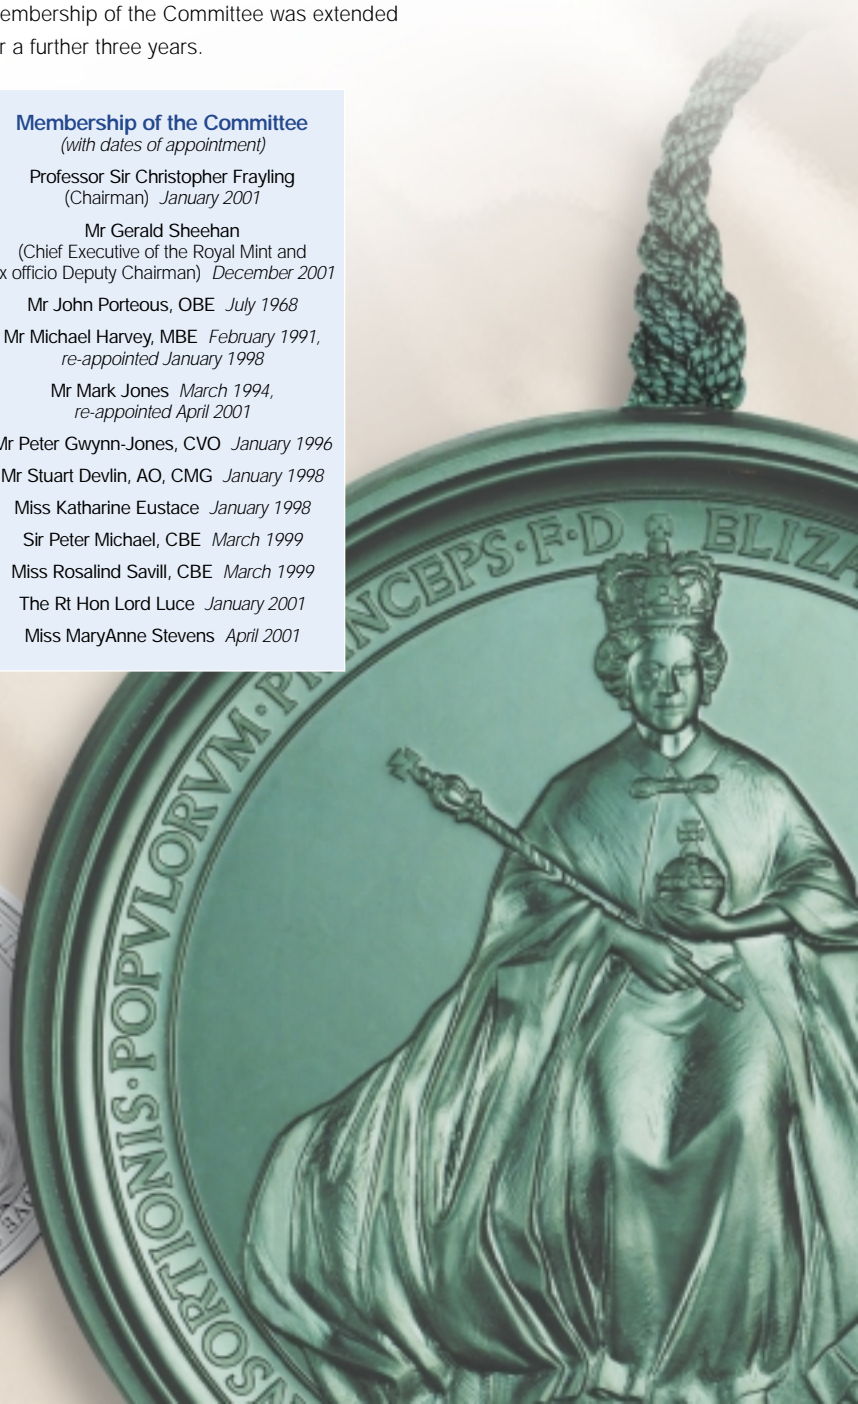 embership of the Committee was extended
r a further three years.
Membership of the Committee
(with dates of appointment)
Professor Sir Christopher Frayling
(Chairman) January 2001
Mr Gerald Sheehan
(Chief Executive of the Royal Mint and
x officio Deputy Chairman) December 2001
Mr John Porteous, OBE July 1968
Mr Michael Harvey, MBE February 1991,
re-appointed January 1998
Mr Mark Jones March 1994,
re-appointed April 2001
Mr Peter Gwynn-Jones, CVO January 1996
Mr Stuart Devlin, AO, CMG January 1998
Miss Katharine Eustace January 1998
Sir Peter Michael, CBE March 1999
Miss Rosalind Savill, CBE March 1999
The Rt Hon Lord Luce January 2001
Miss MaryAnne Stevens April 2001
NSORTIONIS·POPVLORVM·PRINCEPS·F·D ELIZA